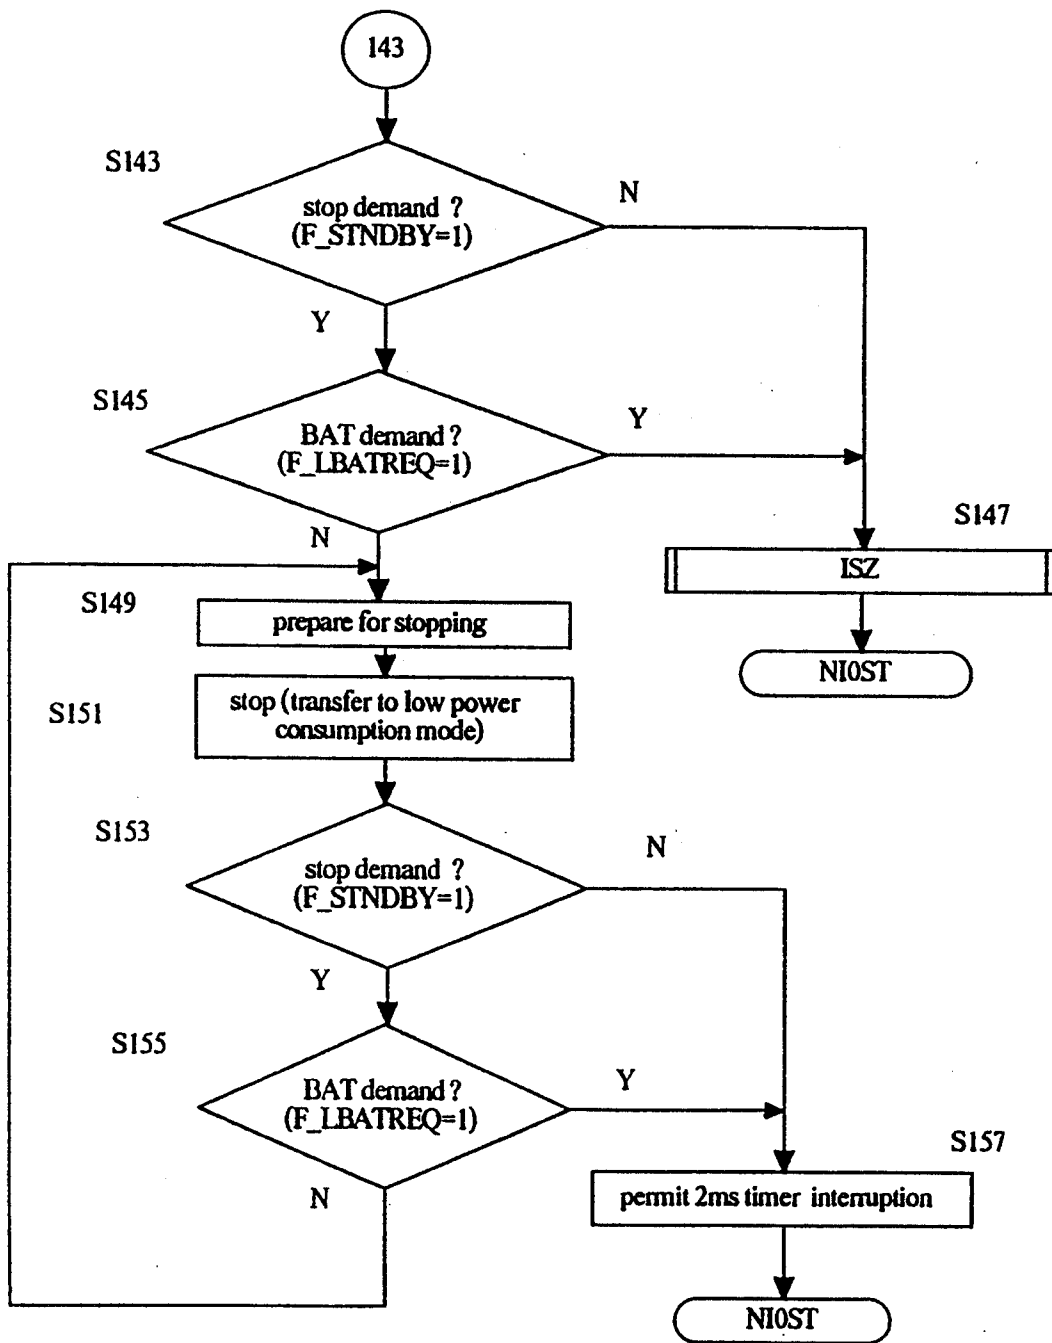 143
S143
stop demand ?
(F_STNDBY=1)
N
Y
S145
BAT demand ?
(F_LBATREQ=1)
Y
N
S147
ISZ
NI0ST
S149
prepare for stopping
S151
stop (transfer to low power
consumption mode)
S153
stop demand ?
(F_STNDBY=1)
N
Y
S155
BAT demand ?
(F_LBATREQ=1)
Y
N
S157
permit 2ms timer interruption
NI0ST